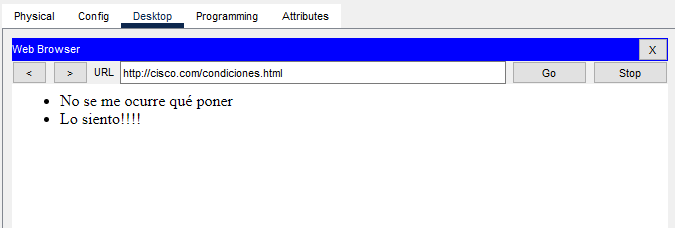 Physical Config Desktop Programming Attributes
Web Browser X
< > URL http://cisco.com/condiciones.html Go Stop
• No se me ocurre qué poner
• Lo siento!!!!